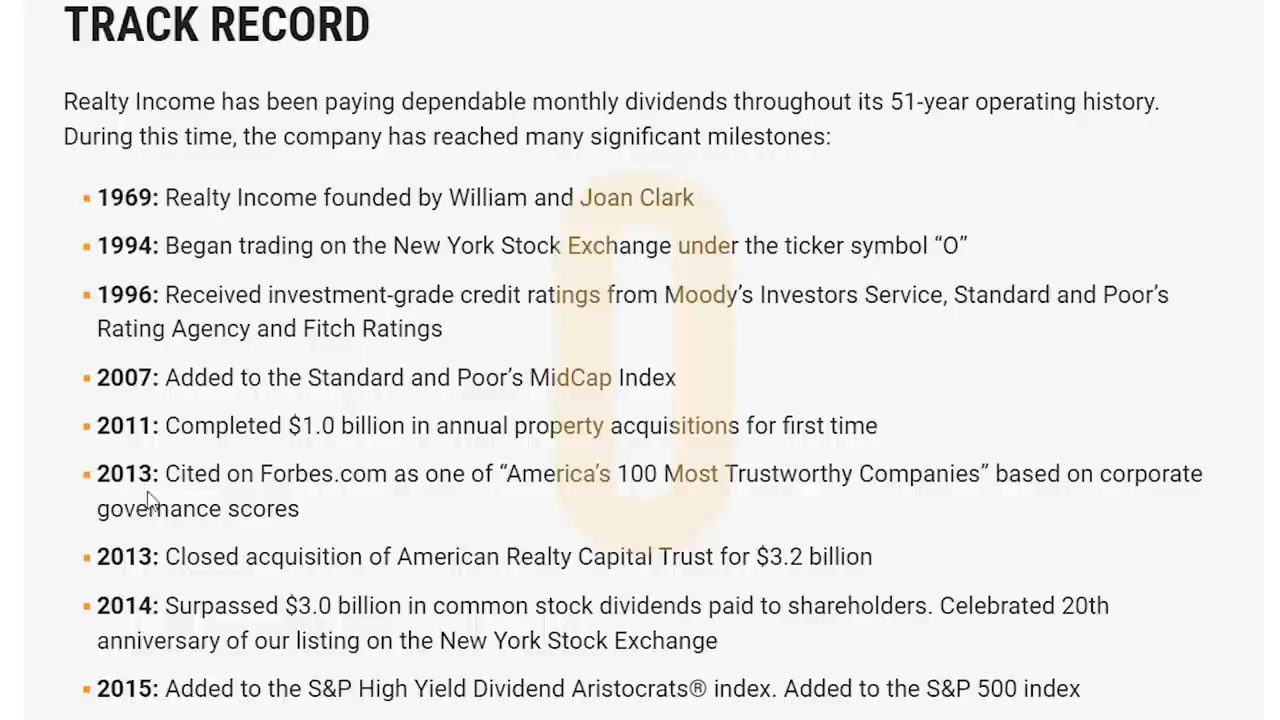 TRACK RECORD
Realty Income has been paying dependable monthly dividends throughout its 51-year operating history.
During this time, the company has reached many significant milestones:
1969: Realty Income founded by William and Joan Clark
1994: Began trading on the New York Stock Exchange under the ticker symbol “O”
1996: Received investment-grade credit ratings from Moody’s Investors Service, Standard and Poor’s
Rating Agency and Fitch Ratings
2007: Added to the Standard and Poor’s MidCap Index
2011: Completed $1.0 billion in annual property acquisitions for first time
2013: Cited on Forbes.com as one of “America’s 100 Most Trustworthy Companies” based on corporate
governance scores
2013: Closed acquisition of American Realty Capital Trust for $3.2 billion
2014: Surpassed $3.0 billion in common stock dividends paid to shareholders. Celebrated 20th
anniversary of our listing on the New York Stock Exchange
2015: Added to the S&P High Yield Dividend Aristocrats® index. Added to the S&P 500 index